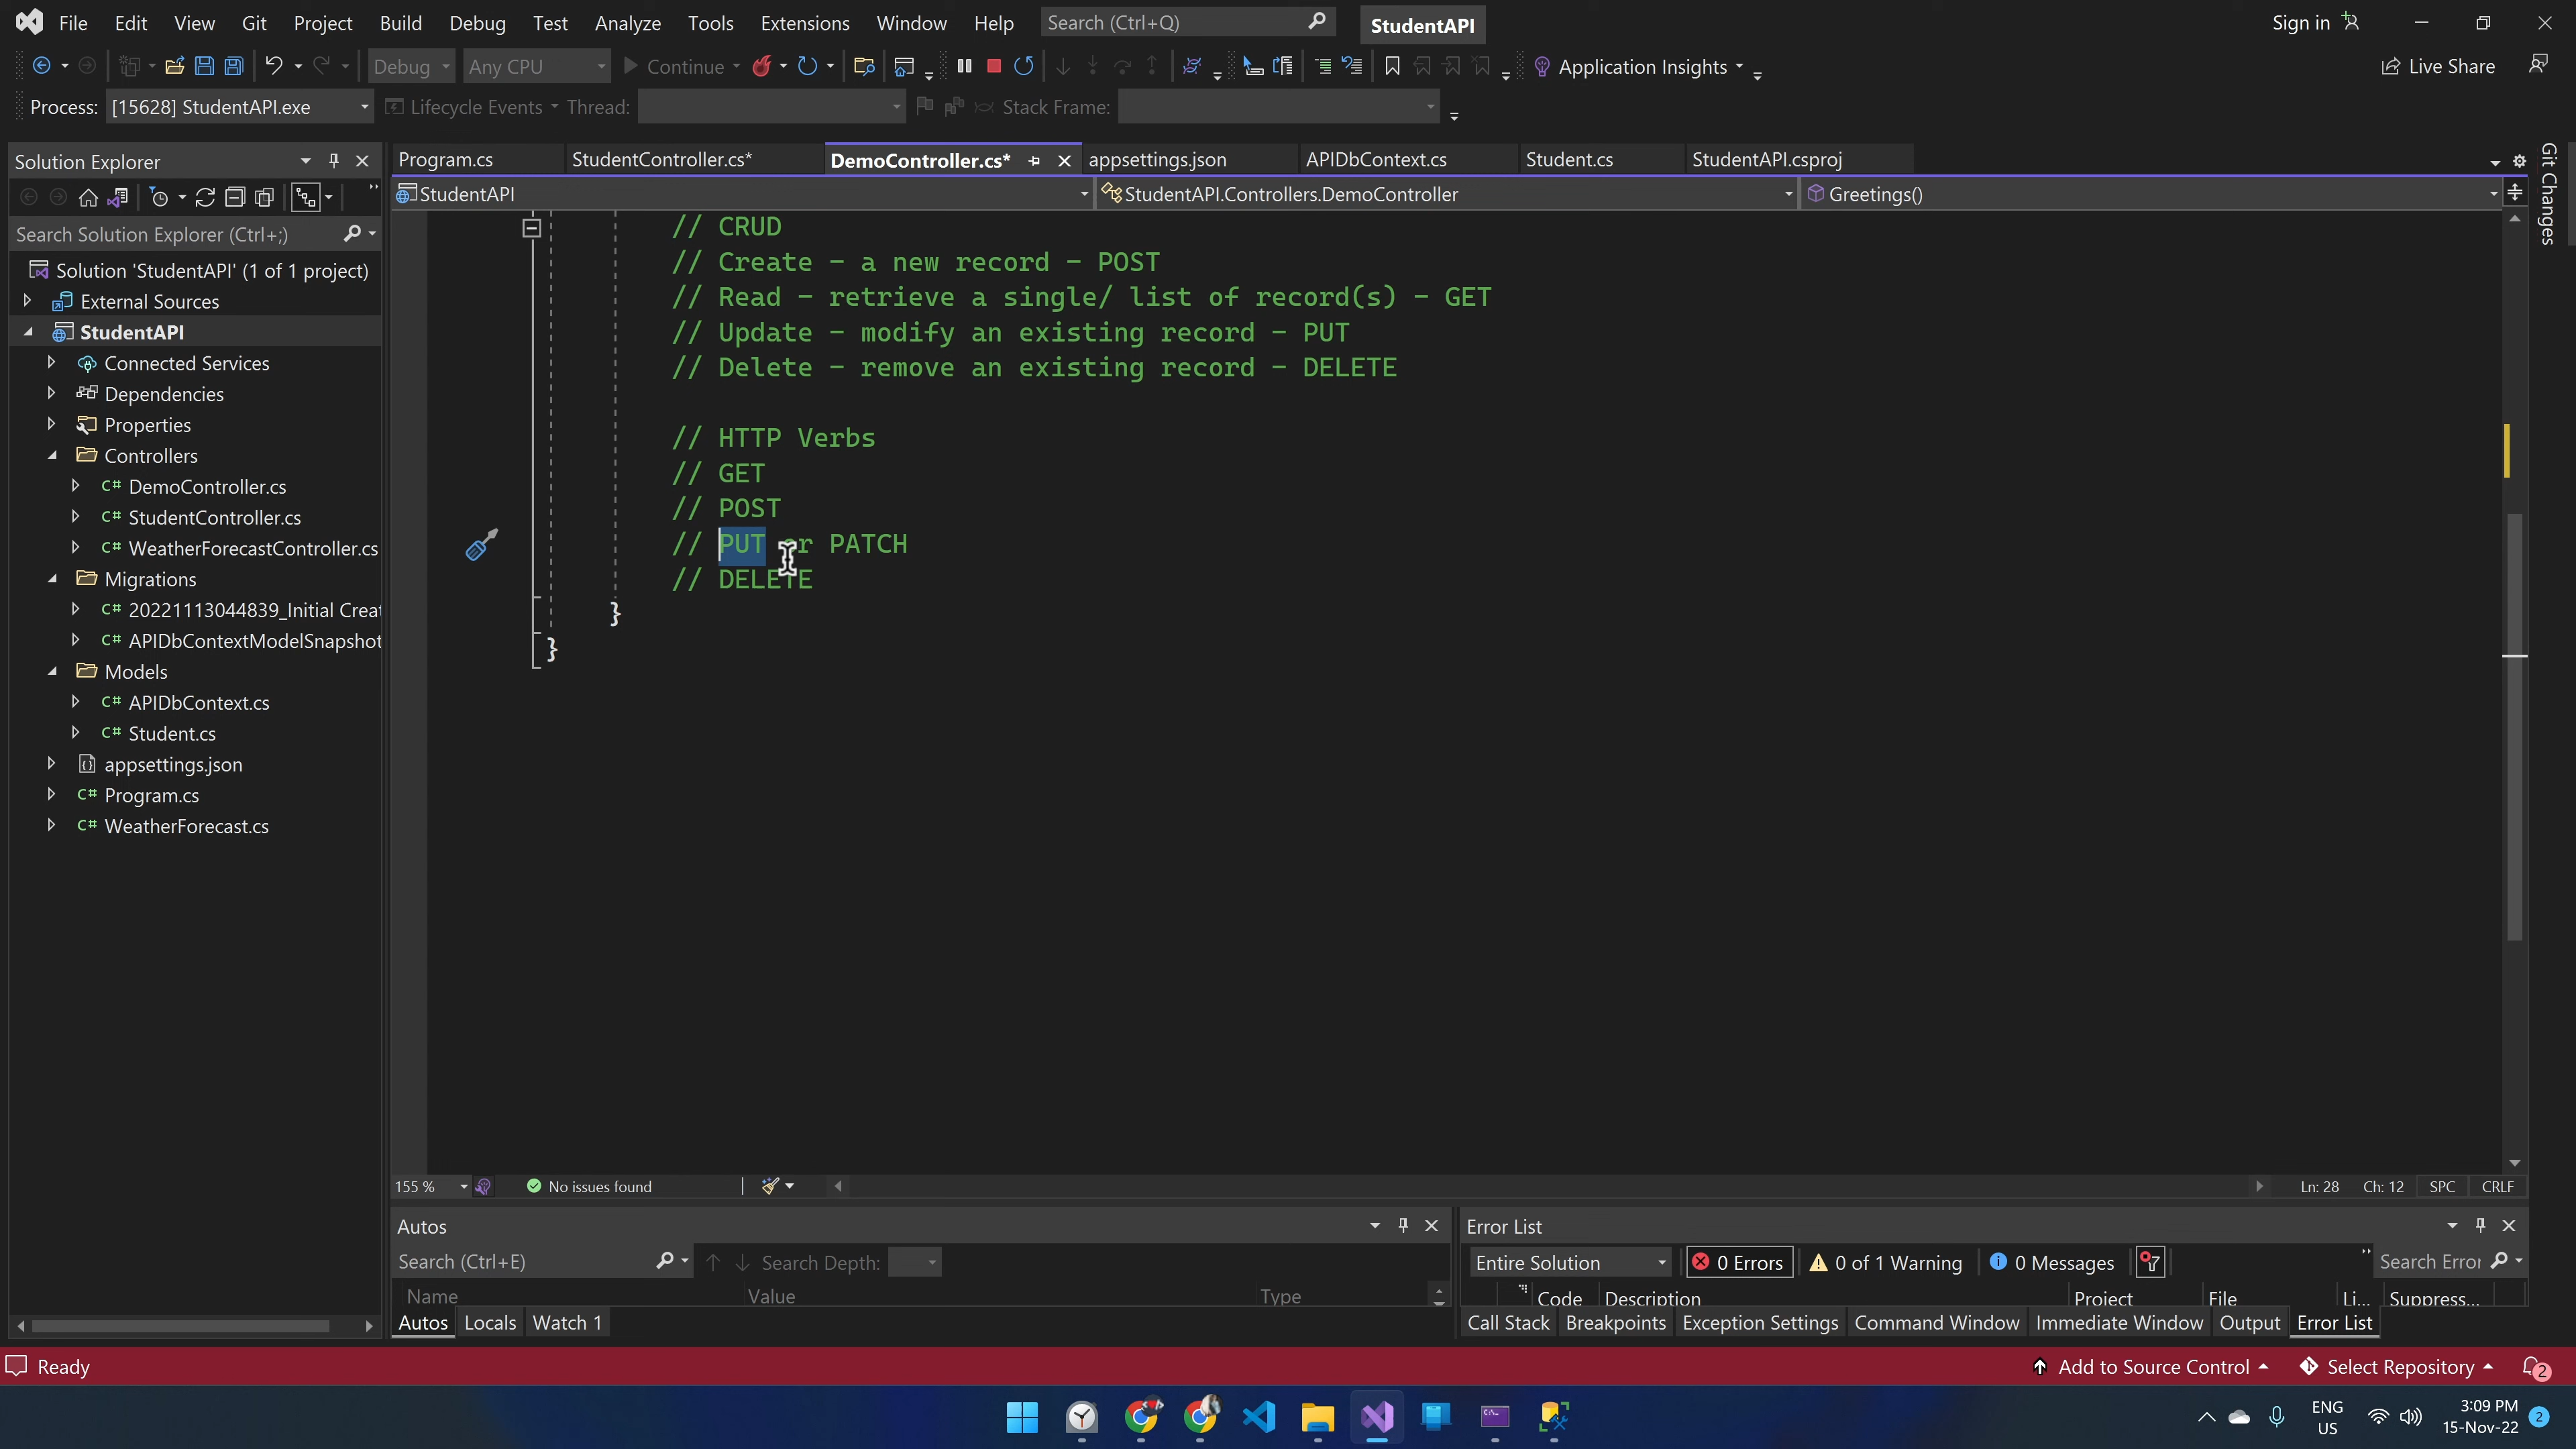 File Edit View Git Project Build Debug Test Analyze Tools Extensions Window Help Search (Ctrl+Q) StudentAPI Sign in
Debug Any CPU Continue Application Insights Live Share
Process: [15628] StudentAPI.exe Lifecycle Events Thread: Stack Frame:
Solution Explorer
Program.cs StudentController.cs* DemoController.cs* appsettings.json APIDbContext.cs Student.cs StudentAPI.csproj
StudentAPI StudentAPI.Controllers.DemoController Greetings()
Git Changes
Search Solution Explorer (Ctrl+;)
Solution 'StudentAPI' (1 of 1 project)
External Sources
StudentAPI
Connected Services
Dependencies
Properties
Controllers
C# DemoController.cs
C# StudentController.cs
C# WeatherForecastController.cs
Migrations
C# 20221113044839_Initial Creat
C# APIDbContextModelSnapshot
Models
C# APIDbContext.cs
C# Student.cs
appsettings.json
C# Program.cs
C# WeatherForecast.cs
// CRUD
// Create - a new record - POST
// Read - retrieve a single/ list of record(s) - GET
// Update - modify an existing record - PUT
// Delete - remove an existing record - DELETE
// HTTP Verbs
// GET
// POST
// PUT or PATCH
// DELETE
}
}
155 % No issues found Ln: 28 Ch: 12 SPC CRLF
Autos
Search (Ctrl+E) Search Depth:
Name Value Type
Autos Locals Watch 1
Error List
Entire Solution 0 Errors 0 of 1 Warning 0 Messages Search Error
Code Description Project File Li... Suppress...
Call Stack Breakpoints Exception Settings Command Window Immediate Window Output Error List
Ready Add to Source Control Select Repository 2
ENG
US
3:09 PM
15-Nov-22
2